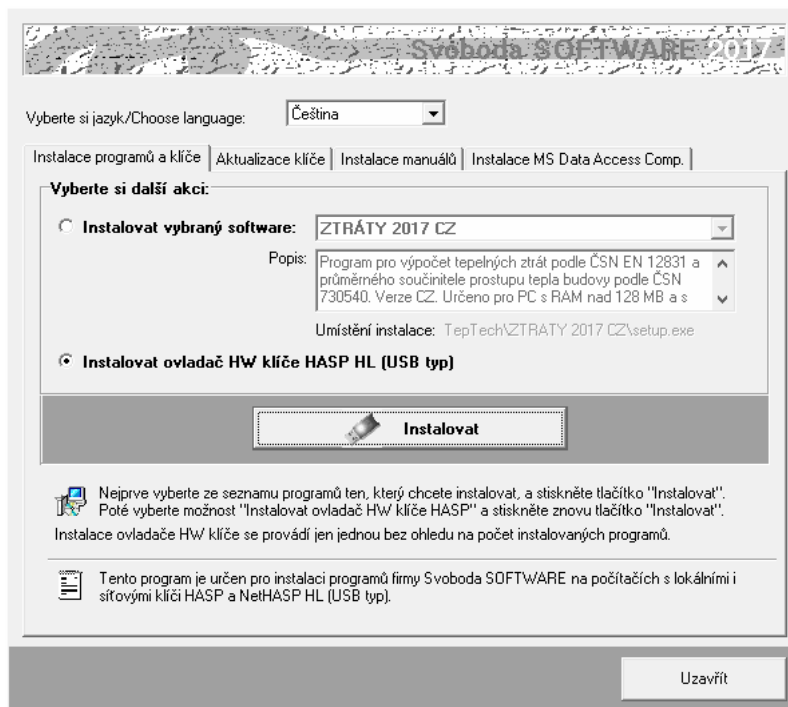 Svoboda SOFTWARE 2017
Vyberte si jazyk/Choose language: Čeština
Instalace programů a klíče Aktualizace klíče Instalace manuálů Instalace MS Data Access Comp.
Vyberte si další akci:
Instalovat vybraný software: ZTRÁTY 2017 CZ
Popis: Program pro výpočet tepelných ztrát podle ČSN EN 12831 a
průměrného součinitele prostupu tepla budovy podle ČSN
730540. Verze CZ. Určeno pro PC s RAM nad 128 MB a s
Umístění instalace: TepTech\ZTRATY 2017 CZ\setup.exe
Instalovat ovladač HW klíče HASP HL (USB typ)
Instalovat
Nejprve vyberte ze seznamu programů ten, který chcete instalovat, a stiskněte tlačítko "Instalovat".
Poté vyberte možnost "Instalovat ovladač HW klíče HASP" a stiskněte znovu tlačítko "Instalovat".
Instalace ovladače HW klíče se provádí jen jednou bez ohledu na počet instalovaných programů.
Tento program je určen pro instalaci programů firmy Svoboda SOFTWARE na počítačích s lokálními i
síťovými klíči HASP a NetHASP HL (USB typ).
Uzavřít